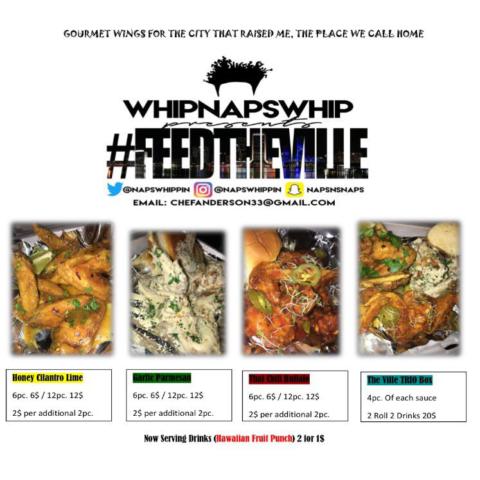 GOURMET WINGS FOR THE CITY THAT RAISED ME, THE PLACE WE CALL HOME
WHIPNAPSWHIP
presents
#FEEDTHEVILLE
@NAPSWHIPPIN @NAPSWHIPPIN NAPSNSNAPS
EMAIL: CHEFANDERSON33@GMAIL.COM
Honey Cilantro Lime
6pc. 6$ / 12pc. 12$
2$ per additional 2pc.
Garlic Parmesan
6pc. 6$ / 12pc. 12$
2$ per additional 2pc.
Thai Chili Buffalo
6pc. 6$ / 12pc. 12$
2$ per additional 2pc.
The Ville TRIO Box
4pc. Of each sauce
2 Roll 2 Drinks 20$
Now Serving Drinks (Hawaiian Fruit Punch) 2 for 1$